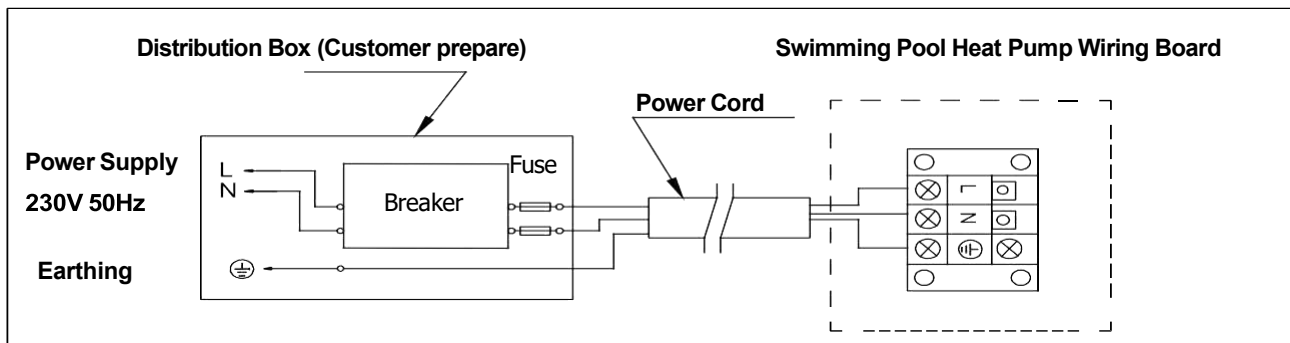 Distribution Box (Customer prepare)
Swimming Pool Heat Pump Wiring Board
Power Cord
Power Supply
230V 50Hz
L
N
Fuse
Breaker
Earthing
L
N